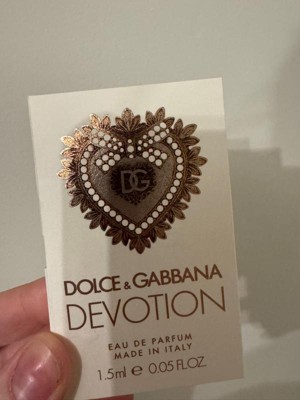 DG
DOLCE & GABBANA
DEVOTION
EAU DE PARFUM
MADE IN ITALY
1.5ml e 0.05 FL.OZ.